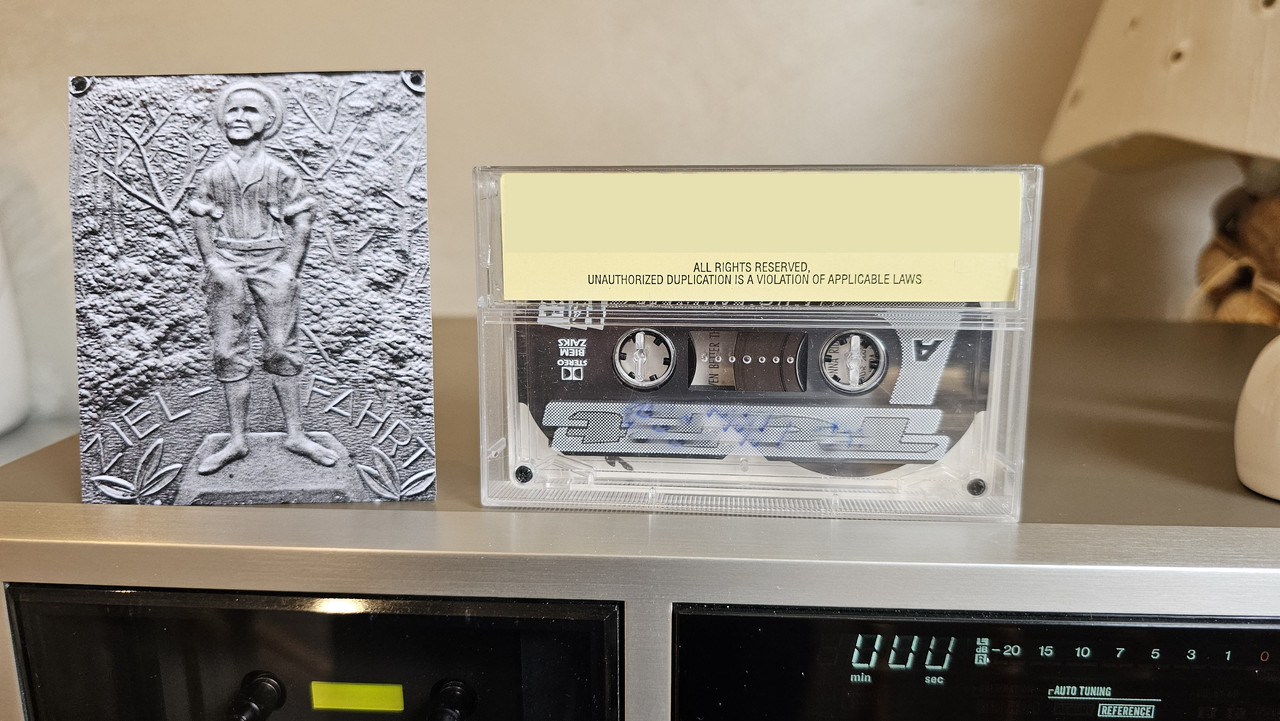 ZIEL-FAHRT
ALL RIGHTS RESERVED,
UNAUTHORIZED DUPLICATION IS A VIOLATION OF APPLICABLE LAWS
A
STEREO
BIEM
ZAIKS
min
sec
dB
-20 15 10 7 5 3 1 0
AUTO TUNING
REFERENCE